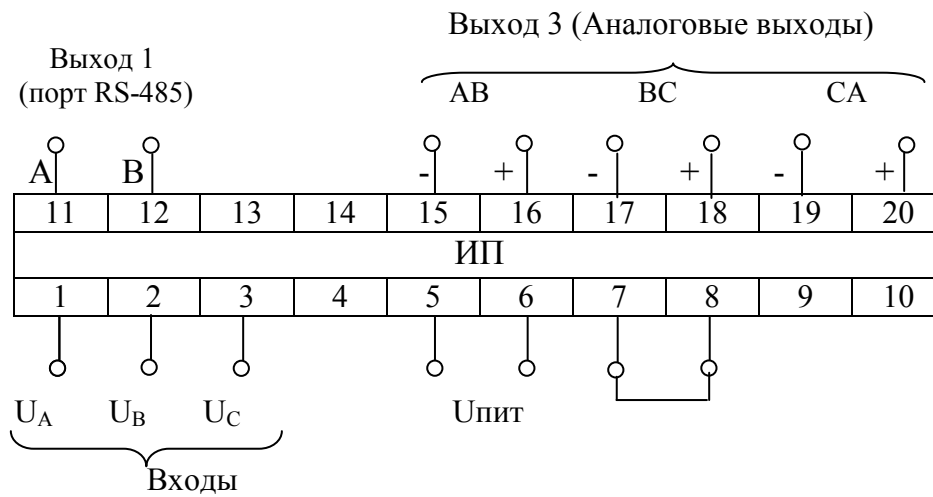 Выход 3 (Аналоговые выходы)
Выход 1
(порт RS-485)
AB BC CA
A B - + - + - +
11 12 13 14 15 16 17 18 19 20
ИП
1 2 3 4 5 6 7 8 9 10
UA UB UC Uпит
Входы